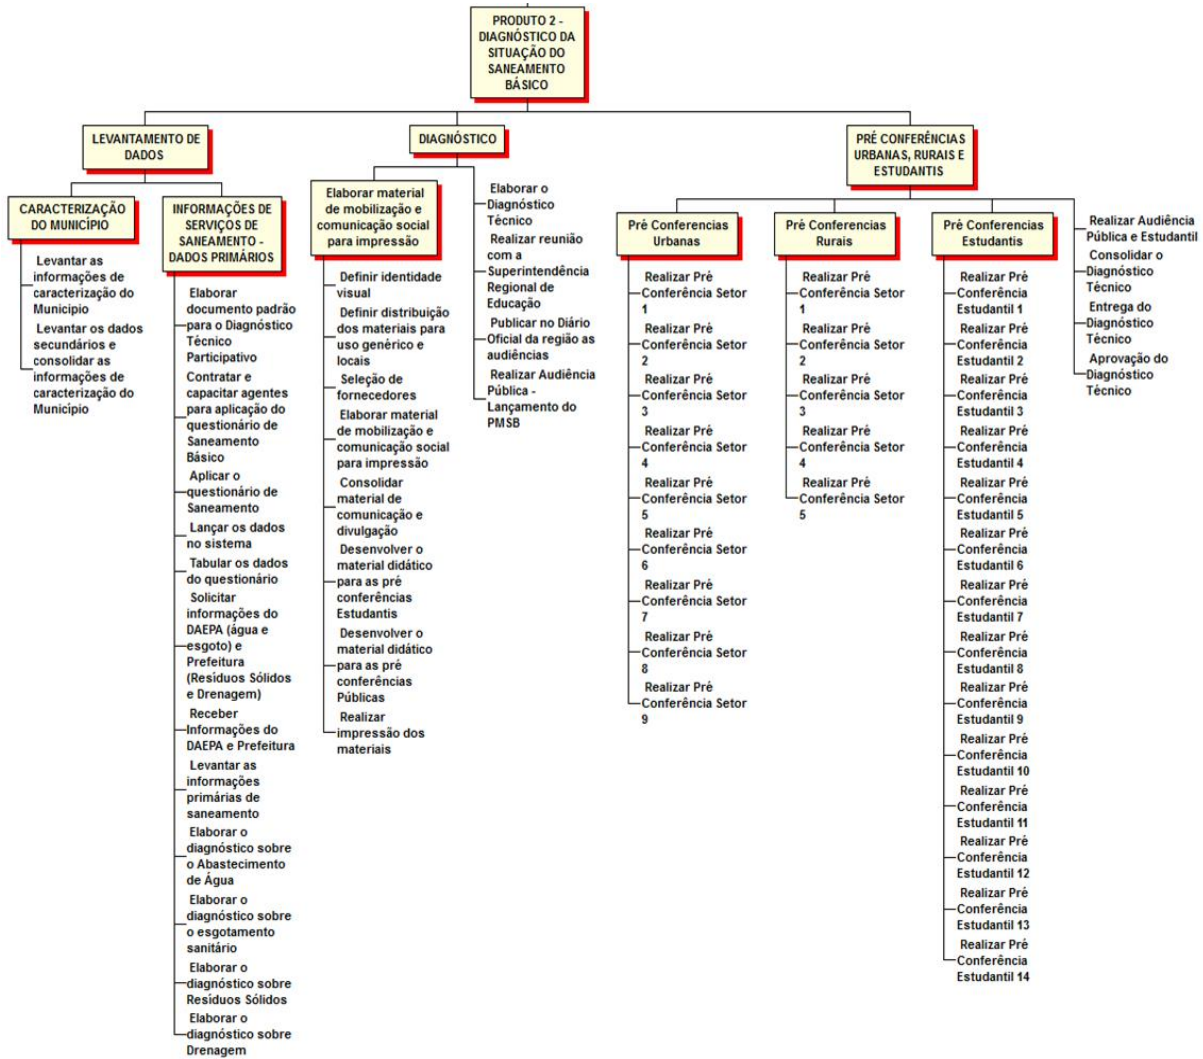 PRODUTO 2 -
DIAGNÓSTICO DA
SITUAÇÃO DO
SANEAMENTO
BÁSICO
LEVANTAMENTO DE
DADOS
CARACTERIZAÇÃO
DO MUNICÍPIO
Levantar as
informações de
caracterização do
Municipio
Levantar os dados
secundários e
consolidar as
informações de
caracterização do
Município
INFORMAÇÕES DE
SERVIÇOS DE
SANEAMENTO -
DADOS PRIMÁRIOS
Elaborar
documento padrão
para o Diagnóstico
Técnico
Participativo
Contratar e
capacitar agentes
para aplicação do
questionário de
Saneamento
Básico
Aplicar o
questionário de
Saneamento
Lançar os dados
no sistema
Tabular os dados
do questionário
Solicitar
informações do
DAEPA (água e
esgoto) e
Prefeitura
(Resíduos Sólidos
e Drenagem)
Receber
Informações do
DAEPA e Prefeitura
Levantar as
informações
primárias de
saneamento
Elaborar o
diagnóstico sobre
o Abastecimento
de Água
Elaborar o
diagnóstico sobre
o esgotamento
sanitário
Elaborar o
diagnóstico sobre
Resíduos Sólidos
Elaborar o
diagnóstico sobre
Drenagem
DIAGNÓSTICO
Elaborar material
de mobilização e
comunicação social
para impressão
Definir identidade
visual
Definir distribuição
dos materiais para
uso genérico e
locais
Seleção de
fornecedores
Elaborar material
de mobilização e
comunicação social
para impressão
Consolidar
material de
comunicação e
divulgação
Desenvolver o
material didático
para as pré
conferências
Estudantis
Desenvolver o
material didático
para as pré
conferências
Públicas
Realizar
impressão dos
materiais
Elaborar o
Diagnóstico
Técnico
Realizar reunião
com a
Superintendência
Regional de
Educação
Publicar no Diário
Oficial da região as
audiências
Realizar Audiência
Pública -
Lançamento do
PMSB
PRÉ CONFERÊNCIAS
URBANAS, RURAIS E
ESTUDANTIS
Pré Conferencias
Urbanas
Realizar Pré
Conferência Setor
1
Realizar Pré
Conferência Setor
2
Realizar Pré
Conferência Setor
3
Realizar Pré
Conferência Setor
4
Realizar Pré
Conferência Setor
5
Realizar Pré
Conferência Setor
6
Realizar Pré
Conferência Setor
7
Realizar Pré
Conferência Setor
8
Realizar Pré
Conferência Setor
9
Pré Conferencias
Rurais
Realizar Pré
Conferência Setor
1
Realizar Pré
Conferência Setor
2
Realizar Pré
Conferência Setor
3
Realizar Pré
Conferência Setor
4
Realizar Pré
Conferência Setor
5
Pré Conferencias
Estudantis
Realizar Pré
Conferência
Estudantil 1
Realizar Pré
Conferência
Estudantil 2
Realizar Pré
Conferência
Estudantil 3
Realizar Pré
Conferência
Estudantil 4
Realizar Pré
Conferência
Estudantil 5
Realizar Pré
Conferência
Estudantil 6
Realizar Pré
Conferência
Estudantil 7
Realizar Pré
Conferência
Estudantil 8
Realizar Pré
Conferência
Estudantil 9
Realizar Pré
Conferência
Estudantil 10
Realizar Pré
Conferência
Estudantil 11
Realizar Pré
Conferência
Estudantil 12
Realizar Pré
Conferência
Estudantil 13
Realizar Pré
Conferência
Estudantil 14
Realizar Audiência
Pública e Estudantil
Consolidar o
Diagnóstico
Técnico
Entrega do
Diagnóstico
Técnico
Aprovação do
Diagnóstico
Técnico